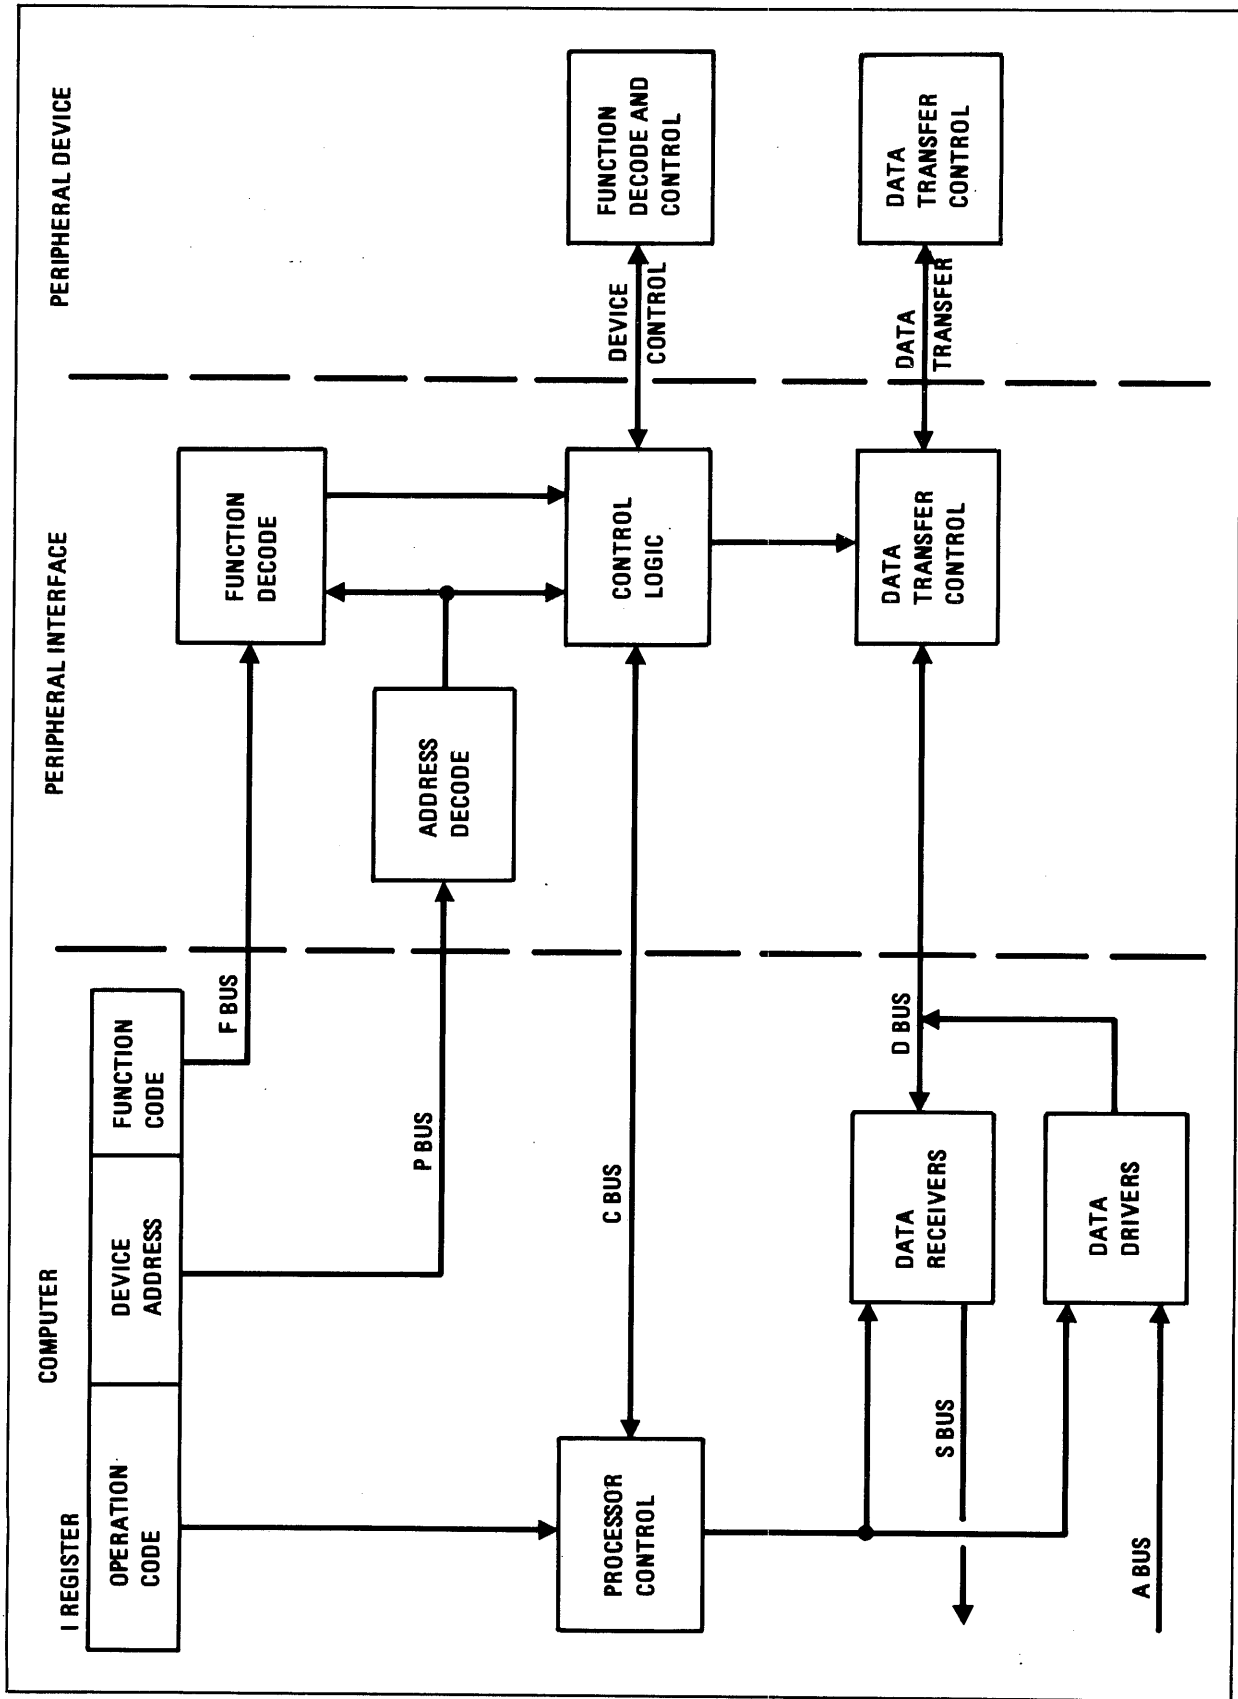 COMPUTER
PERIPHERAL INTERFACE
PERIPHERAL DEVICE
I REGISTER
OPERATION
CODE
DEVICE
ADDRESS
FUNCTION
CODE
F BUS
FUNCTION
DECODE
P BUS
ADDRESS
DECODE
PROCESSOR
CONTROL
C BUS
CONTROL
LOGIC
DEVICE
CONTROL
FUNCTION
DECODE AND
CONTROL
DATA
RECEIVERS
D BUS
DATA
TRANSFER
CONTROL
DATA
TRANSFER
DATA
TRANSFER
CONTROL
S BUS
DATA
DRIVERS
A BUS